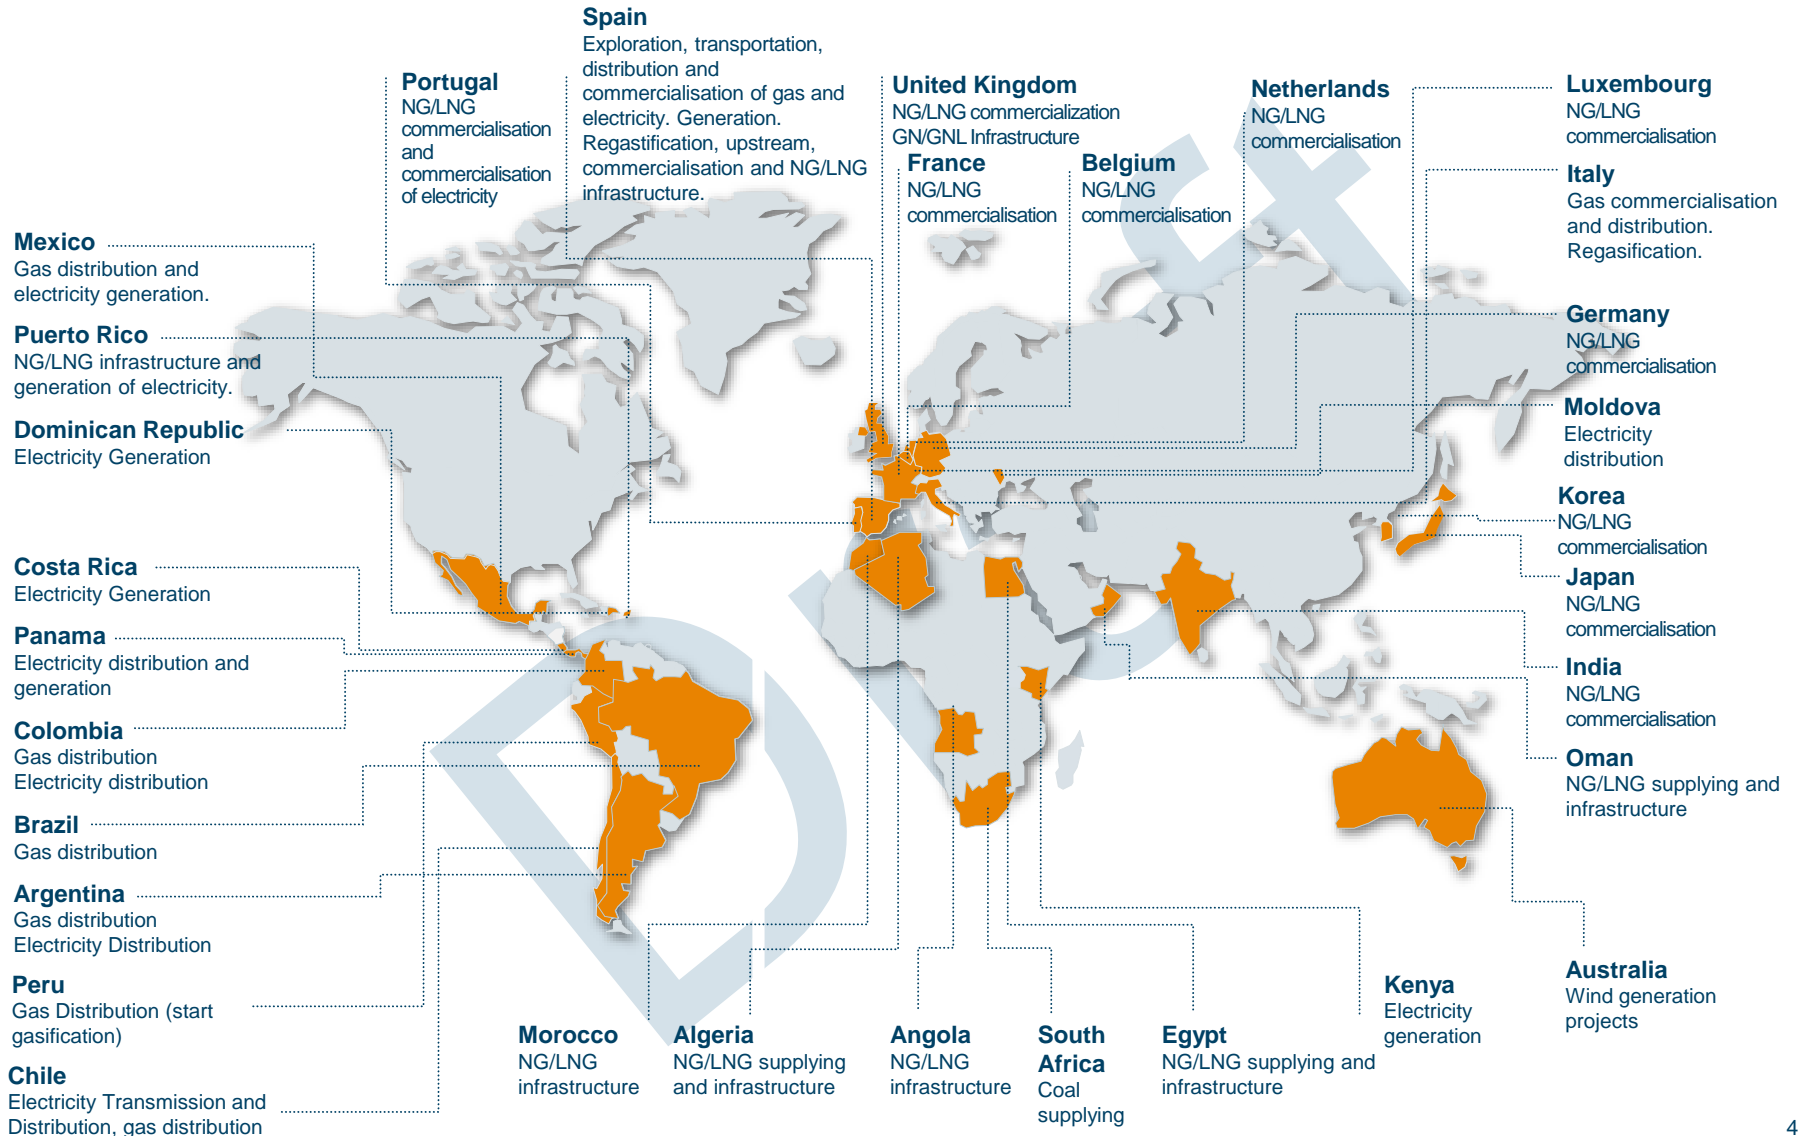 Spain
Exploration, transportation,
distribution and
commercialisation of gas and
electricity. Generation.
Regastification, upstream,
commercialisation and NG/LNG
infrastructure.
Portugal
NG/LNG
commercialisation
and
commercialisation
of electricity
United Kingdom
NG/LNG commercialization
GN/GNL Infrastructure
France
NG/LNG
commercialisation
Belgium
NG/LNG
commercialisation
Netherlands
NG/LNG
commercialisation
Luxembourg
NG/LNG
commercialisation
Italy
Gas commercialisation
and distribution.
Regasification.
Germany
NG/LNG
commercialisation
Moldova
Electricity
distribution
Korea
NG/LNG
commercialisation
Japan
NG/LNG
commercialisation
India
NG/LNG
commercialisation
Oman
NG/LNG supplying and
infrastructure
Australia
Wind generation
projects
Mexico
Gas distribution and
electricity generation.
Puerto Rico
NG/LNG infrastructure and
generation of electricity.
Dominican Republic
Electricity Generation
Costa Rica
Electricity Generation
Panama
Electricity distribution and
generation
Colombia
Gas distribution
Electricity distribution
Brazil
Gas distribution
Argentina
Gas distribution
Electricity Distribution
Peru
Gas Distribution (start
gasification)
Chile
Electricity Transmission and
Distribution, gas distribution
Morocco
NG/LNG
infrastructure
Algeria
NG/LNG supplying
and infrastructure
Angola
NG/LNG
infrastructure
South
Africa
Coal
supplying
Egypt
NG/LNG supplying and
infrastructure
Kenya
Electricity
generation
Draft
4